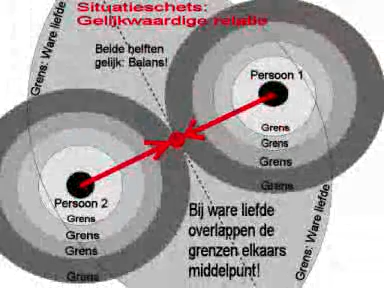 Situatieschets:
Gelijkwaardige relatie
Grens: Ware liefde
Beide helften
gelijk: Balans!
Persoon 1
Grens
Grens
Grens
Grens
Persoon 2
Grens
Grens
Grens
Grens
Bij ware liefde
overlappen de
grenzen elkaars
middelpunt!
Grens: Ware liefde